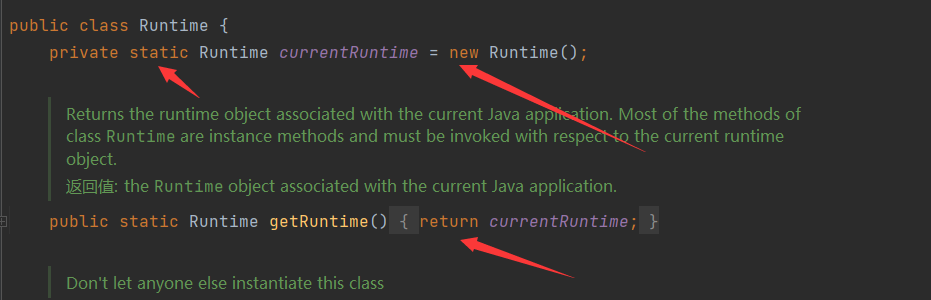 public class Runtime {
private static Runtime currentRuntime = new Runtime();
Returns the runtime object associated with the current Java application. Most of the methods of
class Runtime are instance methods and must be invoked with respect to the current runtime
object.
返回值: the Runtime object associated with the current Java application.
public static Runtime getRuntime() { return currentRuntime; }
Don't let anyone else instantiate this class